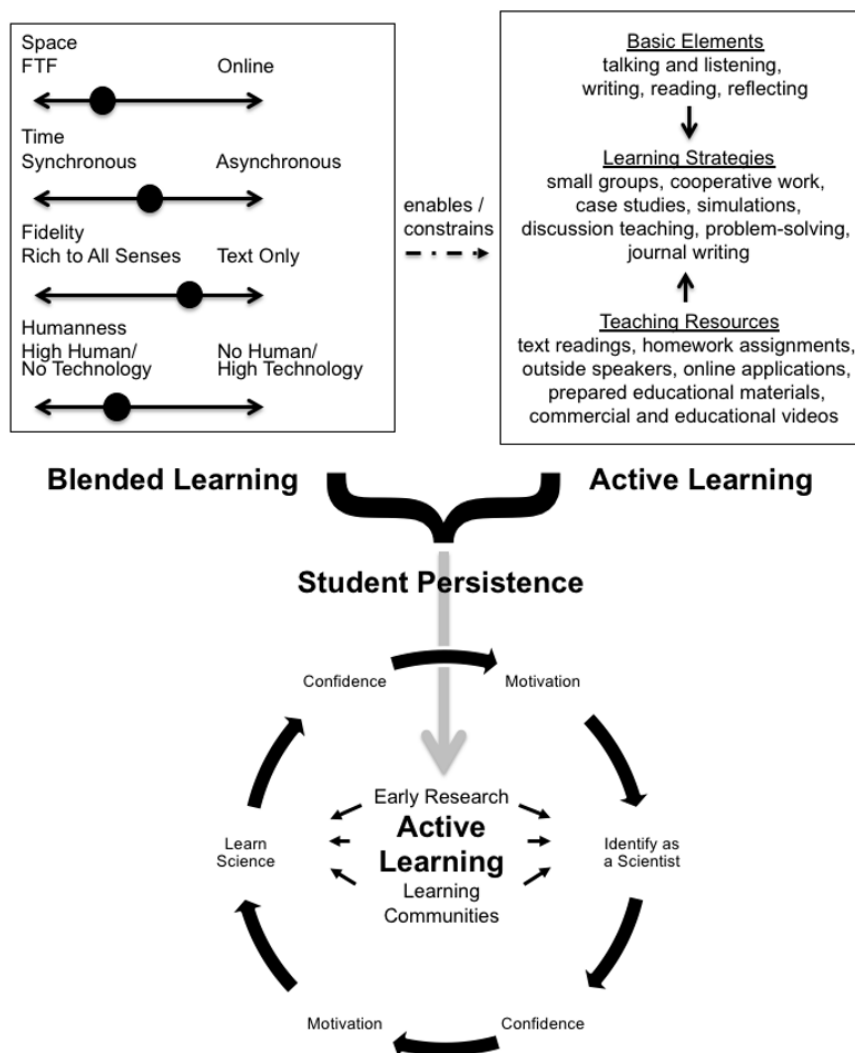 Space
FTF Online
Time
Synchronous Asynchronous
Fidelity
Rich to All Senses Text Only
Humanness
High Human/ No Human/
No Technology High Technology
enables /
constrains
Basic Elements
talking and listening,
writing, reading, reflecting
Learning Strategies
small groups, cooperative work,
case studies, simulations,
discussion teaching, problem-solving,
journal writing
Teaching Resources
text readings, homework assignments,
outside speakers, online applications,
prepared educational materials,
commercial and educational videos
Blended Learning
Active Learning
Student Persistence
Confidence
Motivation
Early Research
Active
Learning
Learning
Communities
Learn
Science
Identify as
a Scientist
Motivation
Confidence